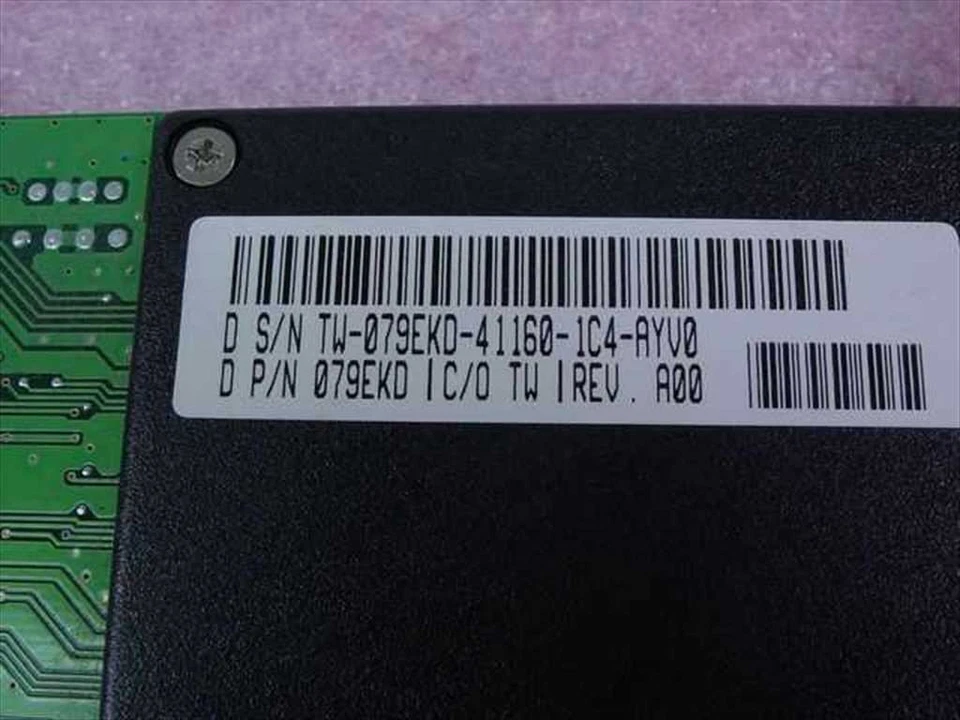 D S/N TW-079EKD-41160-1C4-AYV0
D P/N 079EKD |C/O TW |REV. A00